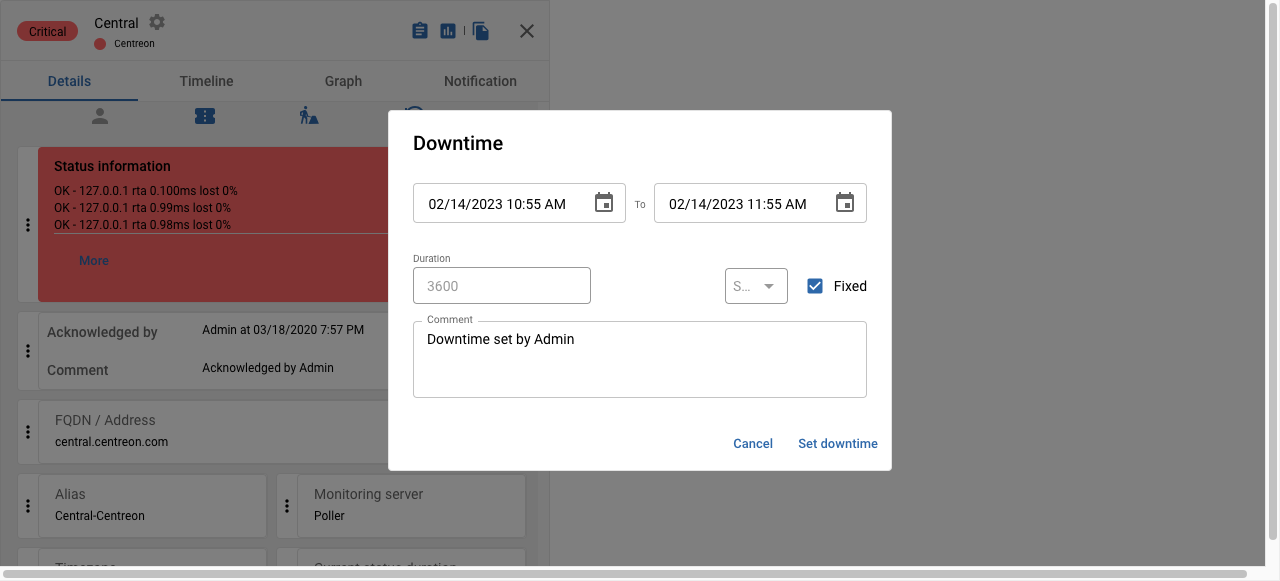 Critical
Central
Centreon
Details
Timeline
Graph
Notification
Status information
OK - 127.0.0.1 rta 0.100ms lost 0%
OK - 127.0.0.1 rta 0.99ms lost 0%
OK - 127.0.0.1 rta 0.98ms lost 0%
More
Acknowledged by
Admin at 03/18/2020 7:57 PM
Comment
Acknowledged by Admin
FQDN / Address
central.centreon.com
Alias
Central-Centreon
Monitoring server
Poller
Timezone
Current status duration
Downtime
02/14/2023 10:55 AM
To
02/14/2023 11:55 AM
Duration
3600
S...
Fixed
Comment
Downtime set by Admin
Cancel
Set downtime